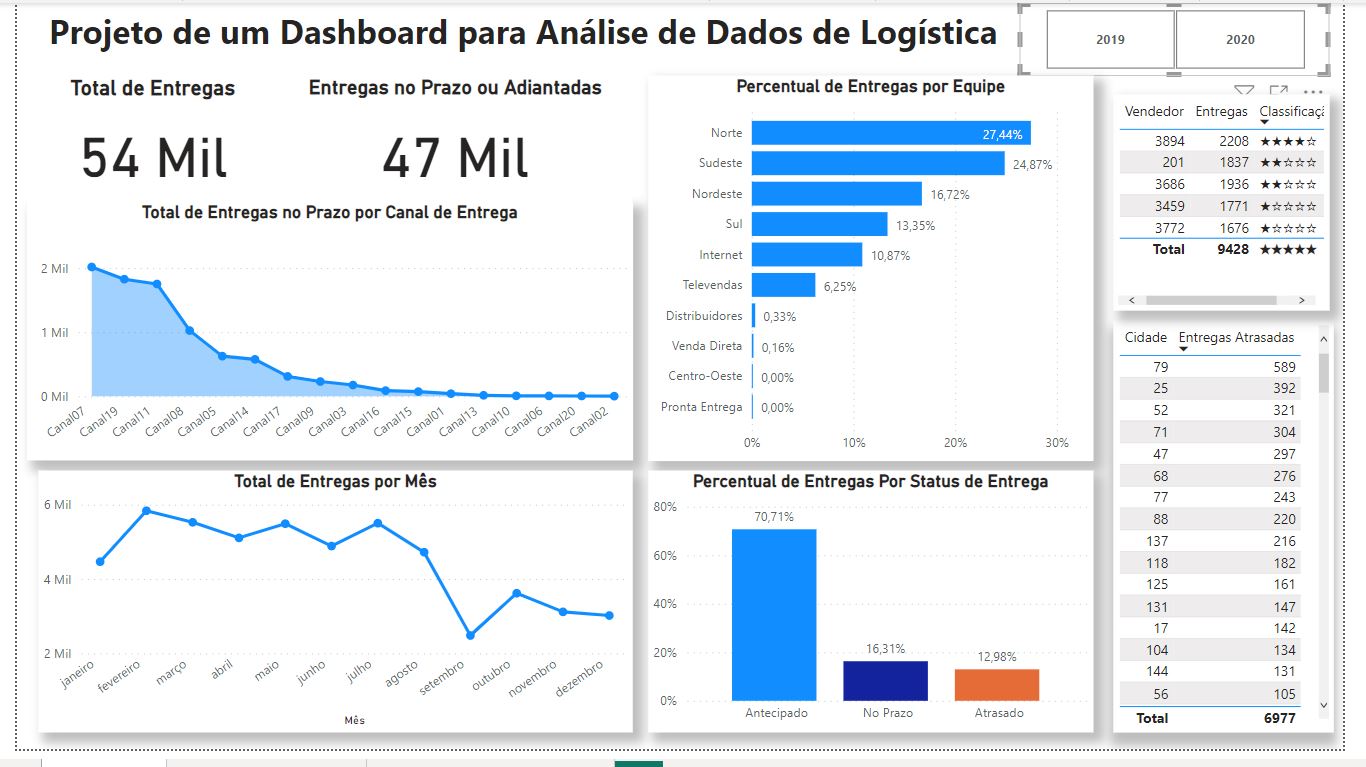 Projeto de um Dashboard para Análise de Dados de Logística
2019 2020
Total de Entregas
54 Mil
Entregas no Prazo ou Adiantadas
47 Mil
Total de Entregas no Prazo por Canal de Entrega
2 Mil
1 Mil
0 Mil
Canal07 Canal19 Canal11 Canal08 Canal05 Canal14 Canal17 Canal09 Canal03 Canal16 Canal15 Canal01 Canal13 Canal10 Canal06 Canal20 Canal02
Total de Entregas por Mês
6 Mil
4 Mil
2 Mil
janeiro fevereiro março abril maio junho julho agosto setembro outubro novembro dezembro
Mês
Percentual de Entregas por Equipe
Norte 27,44%
Sudeste 24,87%
Nordeste 16,72%
Sul 13,35%
Internet 10,87%
Televendas 6,25%
Distribuidores 0,33%
Venda Direta 0,16%
Centro-Oeste 0,00%
Pronta Entrega 0,00%
0% 10% 20% 30%
Percentual de Entregas Por Status de Entrega
80%
60%
40%
20%
0%
70,71% 16,31% 12,98%
Antecipado No Prazo Atrasado
Vendedor Entregas Classificaçã
3894 2208 ★★★★☆
201 1837 ★★☆☆☆
3686 1936 ★★☆☆☆
3459 1771 ★☆☆☆☆
3772 1676 ★☆☆☆☆
Total 9428 ★★★★★
Cidade Entregas Atrasadas
79 589
25 392
52 321
71 304
47 297
68 276
77 243
88 220
137 216
118 182
125 161
131 147
17 142
104 134
144 131
56 105
Total 6977